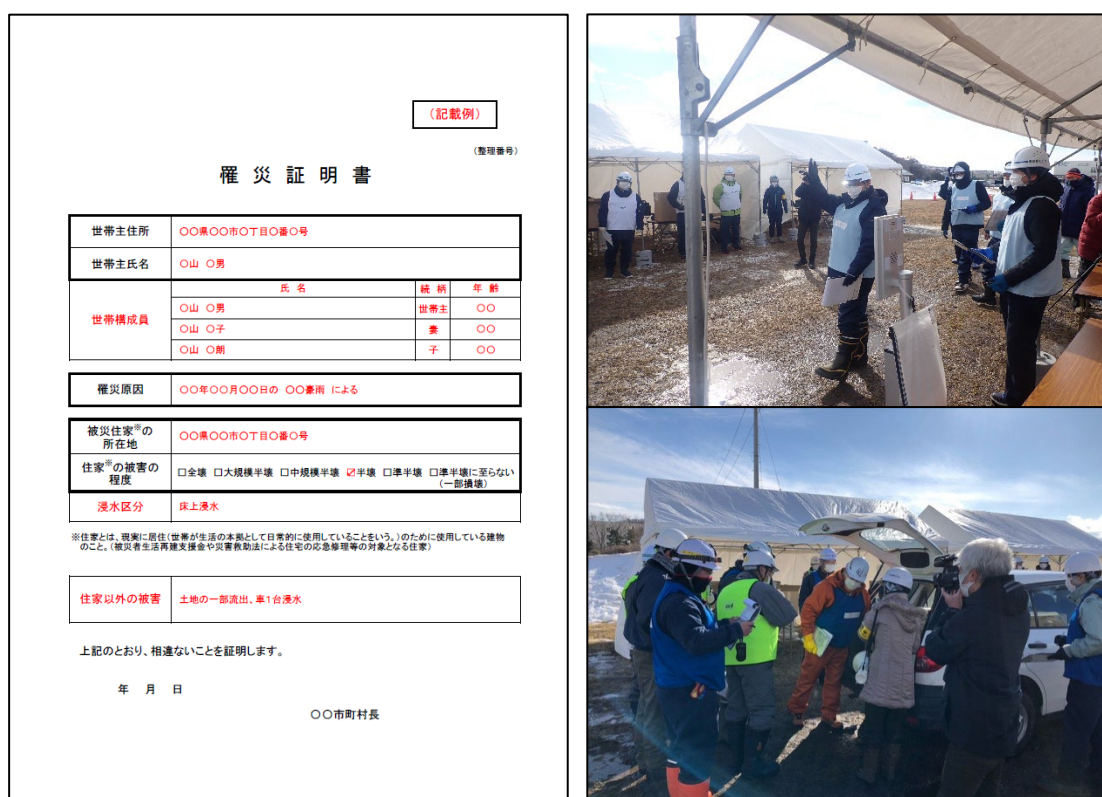 （記載例）
（整理番号）
罹災証明書
世帯主住所 〇〇県〇〇市〇丁目〇番〇号
世帯主氏名 〇山 〇男
世帯構成員 氏名 続柄 年齢
〇山 〇男 世帯主 〇〇
〇山 〇子 妻 〇〇
〇山 〇朗 子 〇〇
罹災原因 〇〇年〇〇月〇〇日の 〇〇豪雨 による
被災住家※の所在地 〇〇県〇〇市〇丁目〇番〇号
住家※の被害の程度 □全壊 □大規模半壊 □中規模半壊 ☑半壊 □準半壊 □準半壊に至らない（一部損壊）
浸水区分 床上浸水
※住家とは、現実に居住（世帯が生活の本拠として日常的に使用していることをいう。）のために使用している建物
のこと。（被災者生活再建支援金や災害救助法による住宅の応急修理等の対象となる住家）
住家以外の被害 土地の一部流出、車1台浸水
上記のとおり、相違ないことを証明します。
年 月 日
〇〇市町村長